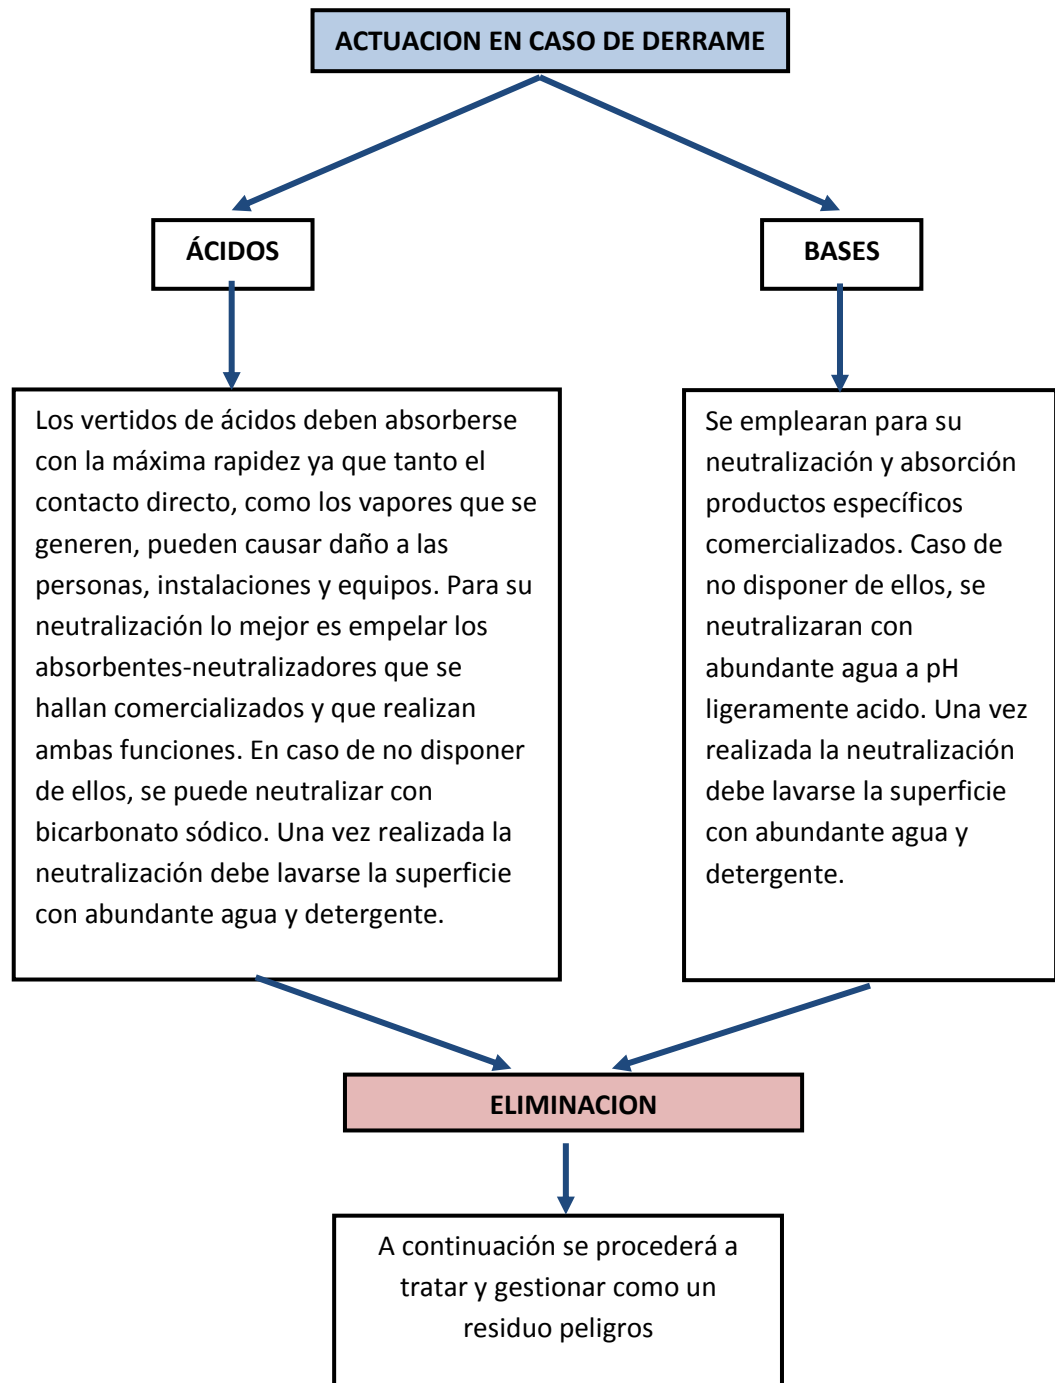 ACTUACION EN CASO DE DERRAME
ÁCIDOS
BASES
Los vertidos de ácidos deben absorberse
con la máxima rapidez ya que tanto el
contacto directo, como los vapores que se
generen, pueden causar daño a las
personas, instalaciones y equipos. Para su
neutralización lo mejor es empelar los
absorbentes-neutralizadores que se
hallan comercializados y que realizan
ambas funciones. En caso de no disponer
de ellos, se puede neutralizar con
bicarbonato sódico. Una vez realizada la
neutralización debe lavarse la superficie
con abundante agua y detergente.
Se emplearan para su
neutralización y absorción
productos específicos
comercializados. Caso de
no disponer de ellos, se
neutralizaran con
abundante agua a pH
ligeramente acido. Una vez
realizada la neutralización
debe lavarse la superficie
con abundante agua y
detergente.
ELIMINACION
A continuación se procederá a
tratar y gestionar como un
residuo peligros